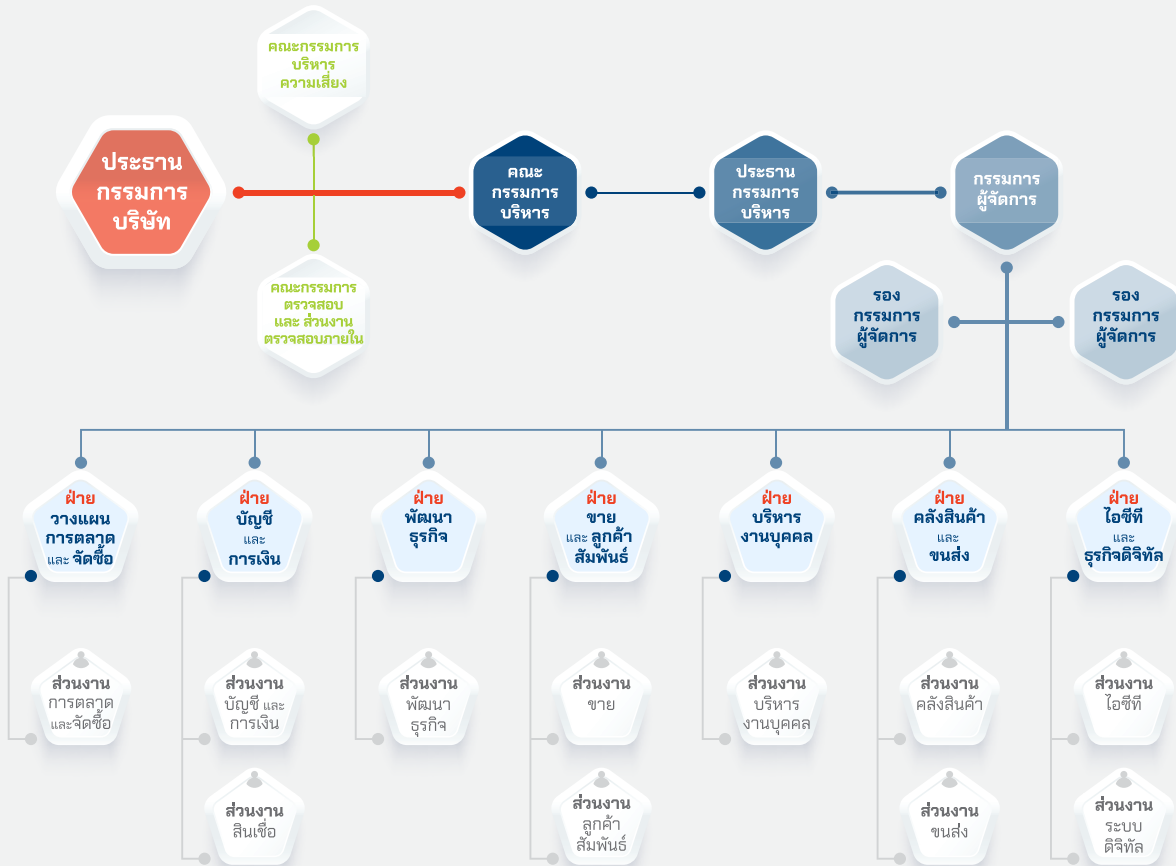 คณะกรรมการ
บริหาร
ความเสี่ยง
ประธาน
กรรมการ
บริษัท
คณะ
กรรมการ
บริหาร
ประธาน
กรรมการ
บริหาร
กรรมการ
ผู้จัดการ
คณะกรรมการ
ตรวจสอบ
และ ส่วนงาน
ตรวจสอบภายใน
รอง
กรรมการ
ผู้จัดการ
รอง
กรรมการ
ผู้จัดการ
ฝ่าย
วางแผน
การตลาด
และ จัดซื้อ
ฝ่าย
บัญชี
และ
การเงิน
ฝ่าย
พัฒนา
ธุรกิจ
ฝ่าย
ขาย
และ ลูกค้า
สัมพันธ์
ฝ่าย
บริหาร
งานบุคคล
ฝ่าย
คลังสินค้า
และ
ขนส่ง
ฝ่าย
ไอซีที
และ
ธุรกิจดิจิทัล
ส่วนงาน
การตลาด
และจัดซื้อ
ส่วนงาน
บัญชี และ
การเงิน
ส่วนงาน
พัฒนา
ธุรกิจ
ส่วนงาน
ขาย
ส่วนงาน
บริหาร
งานบุคคล
ส่วนงาน
คลังสินค้า
ส่วนงาน
ไอซีที
ส่วนงาน
สินเชื่อ
ส่วนงาน
ลูกค้า
สัมพันธ์
ส่วนงาน
ขนส่ง
ส่วนงาน
ระบบ
ดิจิทัล